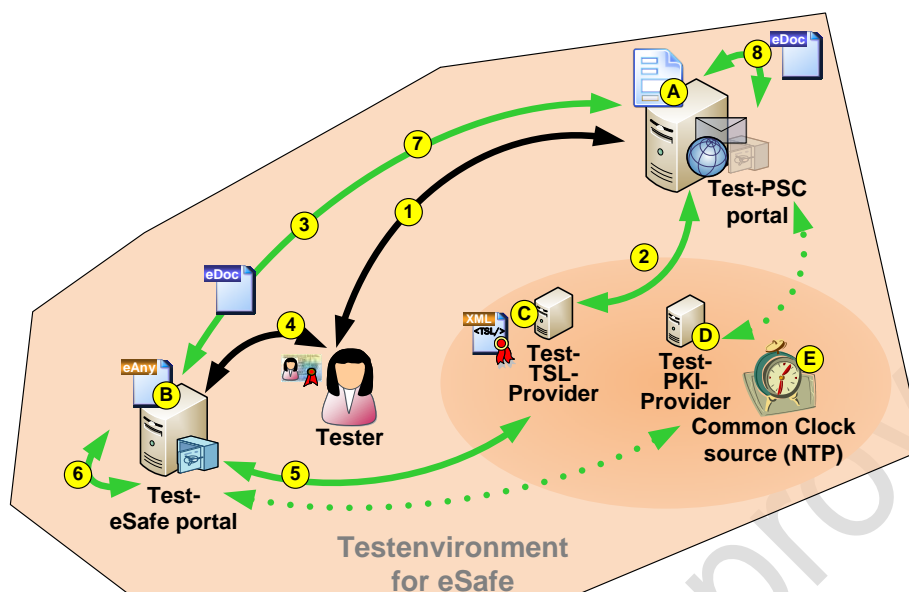 eDoc
8
A
7
Test-PSC
portal
1
3
2
eDoc
4
XML
<TSL/>
C
D
E
eAny
B
Test-
TSL-
Provider
Test-
PKI-
Provider
Tester
Common Clock
source (NTP)
6
5
Test-
eSafe portal
Testenvironment
for eSafe